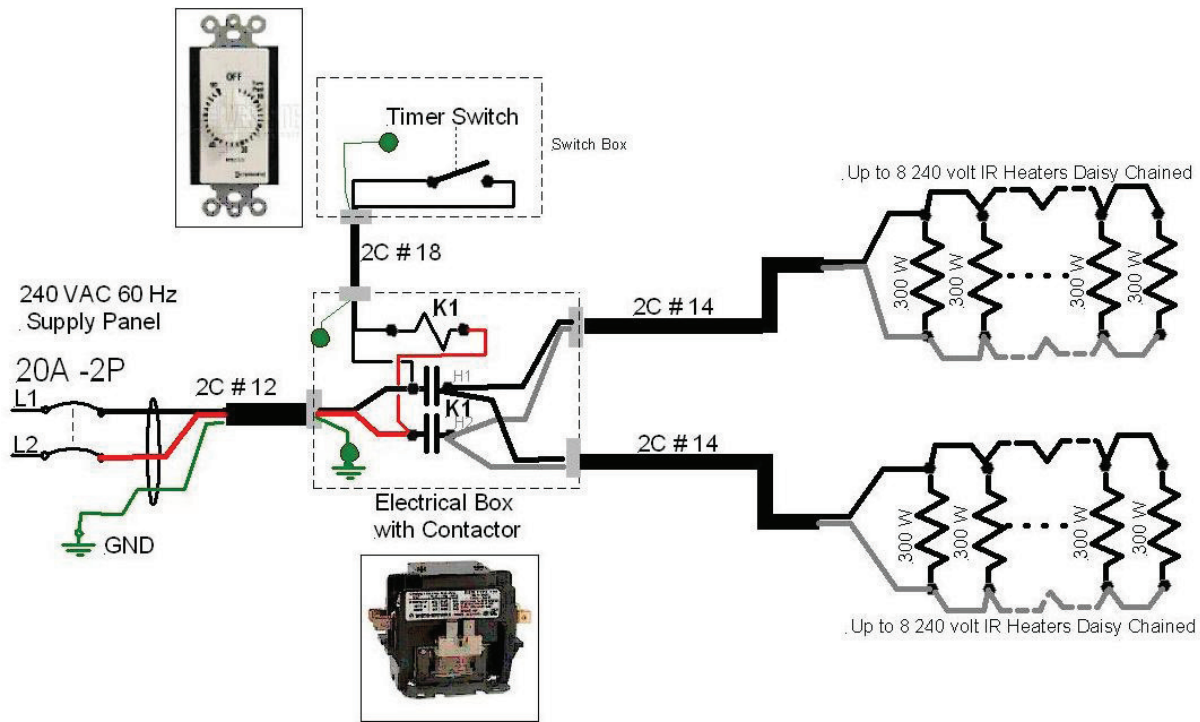 OFF
Timer Switch
Switch Box
2C # 18
240 VAC 60 Hz
Supply Panel
20A -2P
L1
L2
2C # 12
GND
K1
H1
K1
H2
Electrical Box
with Contactor
2C # 14
2C # 14
Up to 8 240 volt IR Heaters Daisy Chained
300 W
300 W
300 W
300 W
300 W
300 W
300 W
300 W
Up to 8 240 volt IR Heaters Daisy Chained